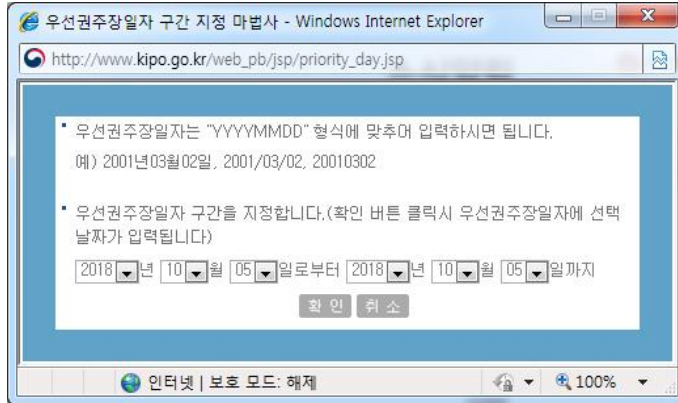 우선권주장일자 구간 지정 마법사 - Windows Internet Explorer
http://www.kipo.go.kr/web_pb/jsp/priority_day.jsp
우선권주장일자는 "YYYYMMDD" 형식에 맞추어 입력하시면 됩니다.
예) 2001년03월02일, 2001/03/02, 20010302
우선권주장일자 구간을 지정합니다.(확인 버튼 클릭시 우선권주장일자에 선택
날짜가 입력됩니다)
2018 년 10 월 05 일로부터 2018 년 10 월 05 일까지
확 인 취 소
인터넷 | 보호 모드: 해제 100%